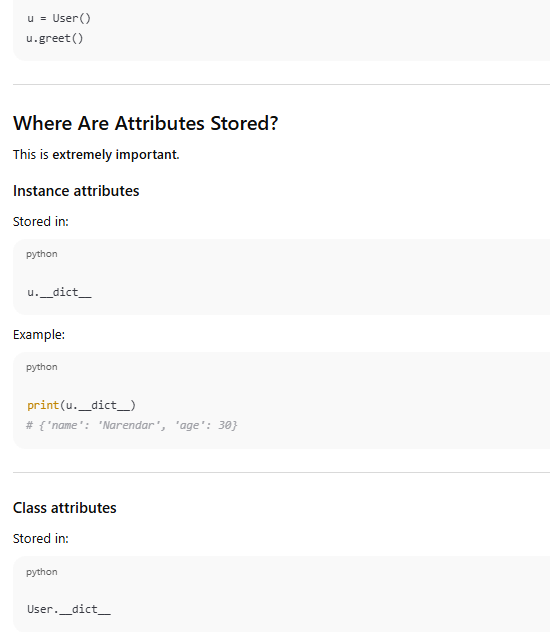 u = User()
u.greet()
Where Are Attributes Stored?
This is extremely important.
Instance attributes
Stored in:
python
u.__dict__
Example:
python
print(u.__dict__)
# {'name': 'Narendar', 'age': 30}
Class attributes
Stored in:
python
User.__dict__